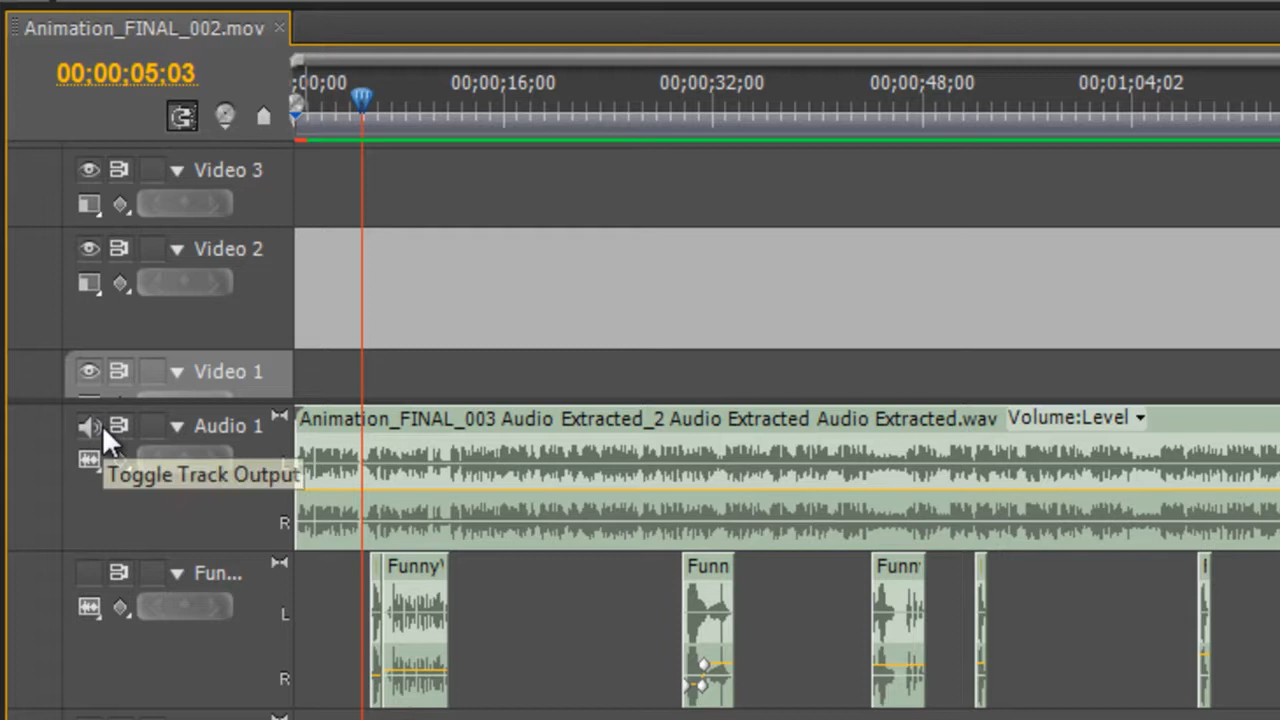 Animation_FINAL_002.mov
00;00;05;03
;00;00 00;00;16;00 00;00;32;00 00;00;48;00 00;01;04;02
Video 3
Video 2
Video 1
Audio 1
Animation_FINAL_003 Audio Extracted_2 Audio Extracted Audio Extracted.wav Volume:Level
Toggle Track Output
R
Fun...
Funny
Funn
Funn
L
R